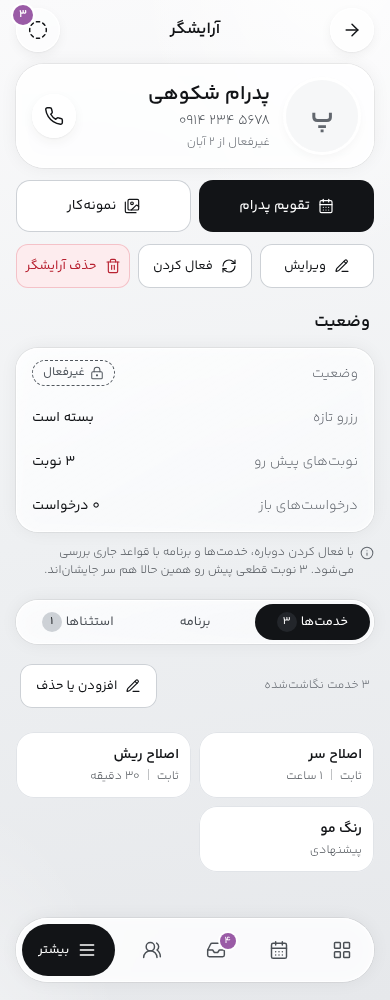 آرایشگر
۳
پدرام شکوهی
۰۹۱۴ ۲۳۴ ۵۶۷۸
غیرفعال از ۲ آبان
پ
تقویم پدرام
نمونه‌کار
ویرایش
فعال کردن
حذف آرایشگر
وضعیت
وضعیت
غیرفعال
رزرو تازه
بسته است
نوبت‌های پیش رو
۳ نوبت
درخواست‌های باز
۰ درخواست
با فعال کردن دوباره، خدمت‌ها و برنامه با قواعد جاری بررسی
می‌شود. ۳ نوبت قطعی پیش رو همین حالا هم سر جایشان‌اند.
خدمت‌ها ۳
برنامه
استثناها ۱
۳ خدمت نگاشت‌شده
افزودن یا حذف
اصلاح سر
ثابت | ۱ ساعت
اصلاح ریش
ثابت | ۳۰ دقیقه
رنگ مو
پیشنهادی
۴
بیشتر